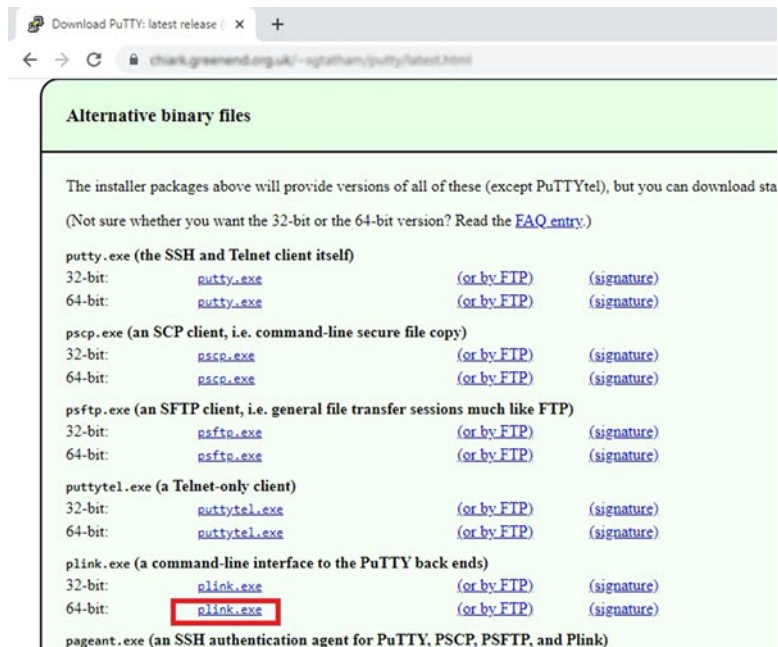 Download PuTTY: latest release (
chiark.greenend.org.uk/~sgtatham/putty/latest.html
Alternative binary files
The installer packages above will provide versions of all of these (except PuTTYtel), but you can download sta
(Not sure whether you want the 32-bit or the 64-bit version? Read the FAQ entry.)
putty.exe (the SSH and Telnet client itself)
32-bit: putty.exe (or by FTP) (signature)
64-bit: putty.exe (or by FTP) (signature)
pscp.exe (an SCP client, i.e. command-line secure file copy)
32-bit: pscp.exe (or by FTP) (signature)
64-bit: pscp.exe (or by FTP) (signature)
psftp.exe (an SFTP client, i.e. general file transfer sessions much like FTP)
32-bit: psftp.exe (or by FTP) (signature)
64-bit: psftp.exe (or by FTP) (signature)
puttytel.exe (a Telnet-only client)
32-bit: puttytel.exe (or by FTP) (signature)
64-bit: puttytel.exe (or by FTP) (signature)
plink.exe (a command-line interface to the PuTTY back ends)
32-bit: plink.exe (or by FTP) (signature)
64-bit: plink.exe (or by FTP) (signature)
pageant.exe (an SSH authentication agent for PuTTY, PSCP, PSFTP, and Plink)